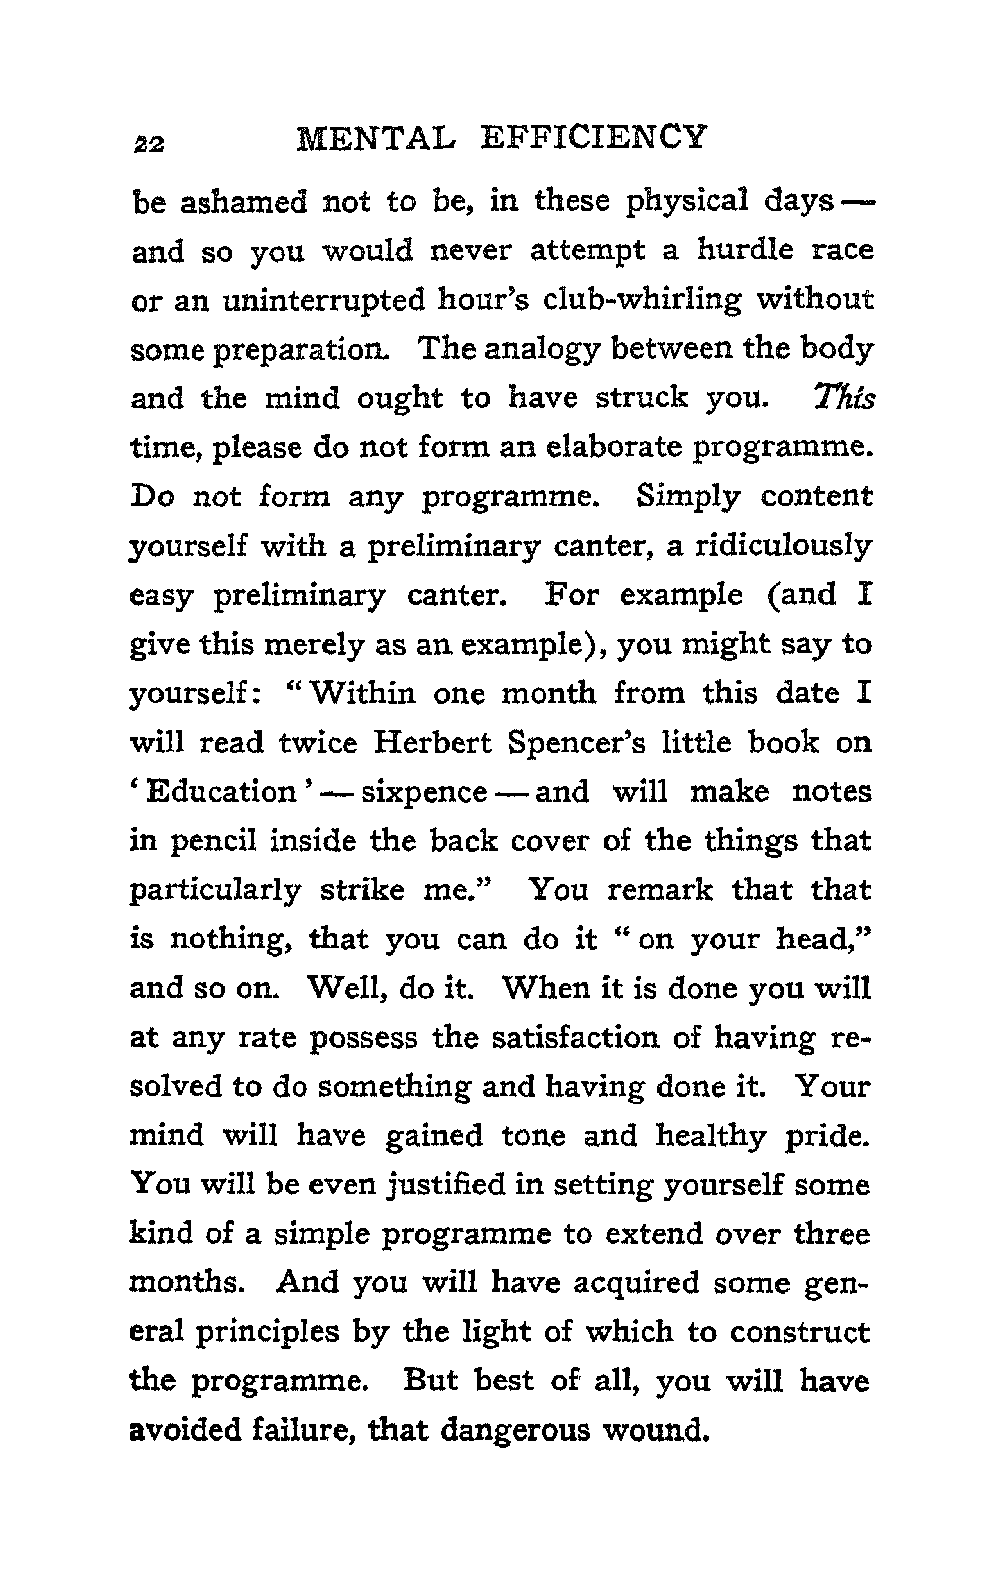 22 MENTAL EFFICIENCY
be ashamed not to be, in these physical days—
and so you would never attempt a hurdle race
or an uninterrupted hour's club-whirling without
some preparation. The analogy between the body
and the mind ought to have struck you. This
time, please do not form an elaborate programme.
Do not form any programme. Simply content
yourself with a preliminary canter, a ridiculously
easy preliminary canter. For example (and I
give this merely as an example), you might say to
yourself: “Within one month from this date I
will read twice Herbert Spencer's little book on
‘Education’—sixpence—and will make notes
in pencil inside the back cover of the things that
particularly strike me.” You remark that that
is nothing, that you can do it “on your head,”
and so on. Well, do it. When it is done you will
at any rate possess the satisfaction of having re-
solved to do something and having done it. Your
mind will have gained tone and healthy pride.
You will be even justified in setting yourself some
kind of a simple programme to extend over three
months. And you will have acquired some gen-
eral principles by the light of which to construct
the programme. But best of all, you will have
avoided failure, that dangerous wound.